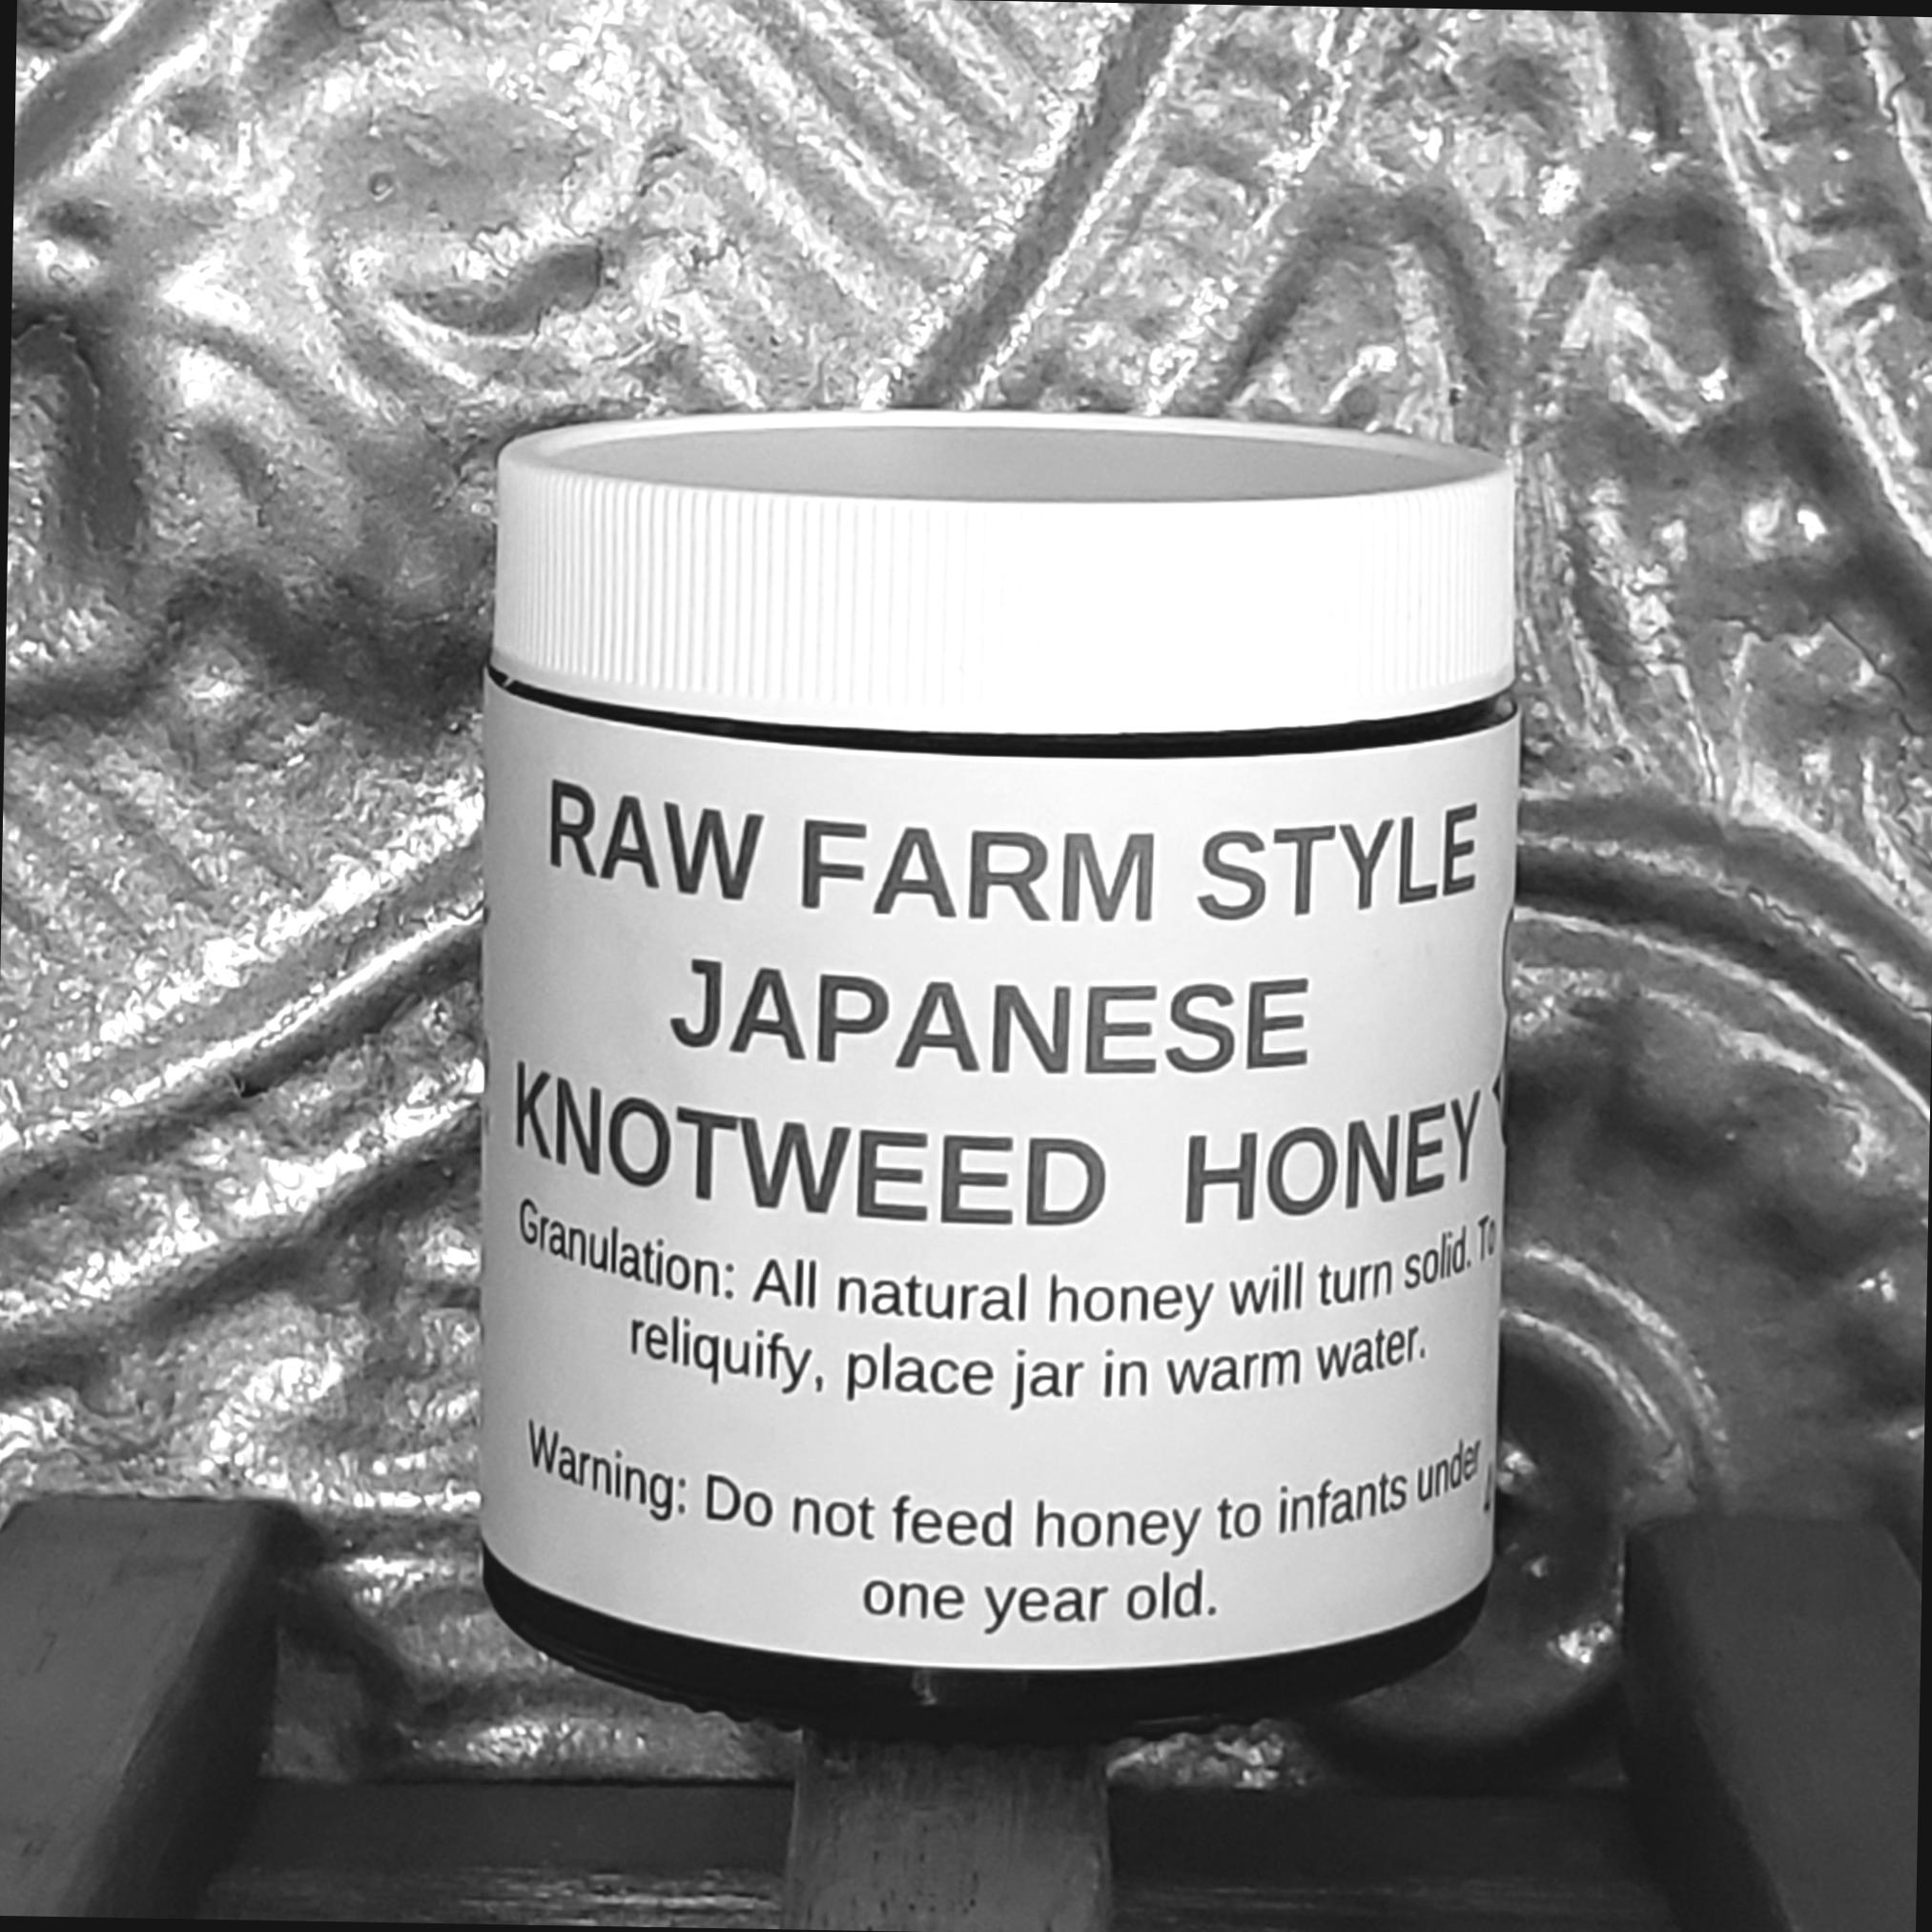 RAW FARM STYLE
JAPANESE
KNOTWEED HONEY
Granulation: All natural honey will turn solid. To
reliquify, place jar in warm water.
Warning: Do not feed honey to infants under
one year old.